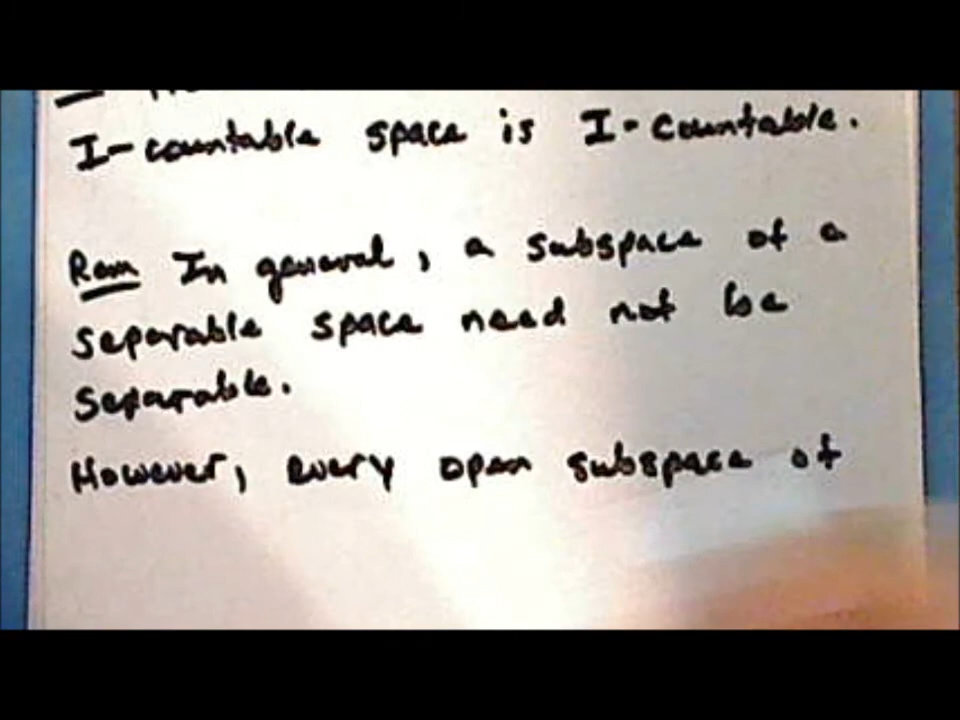 I-countable space is I-Countable.
Rem In general, a subspace of a
separable space need not be
separable.
However, every open subspace of